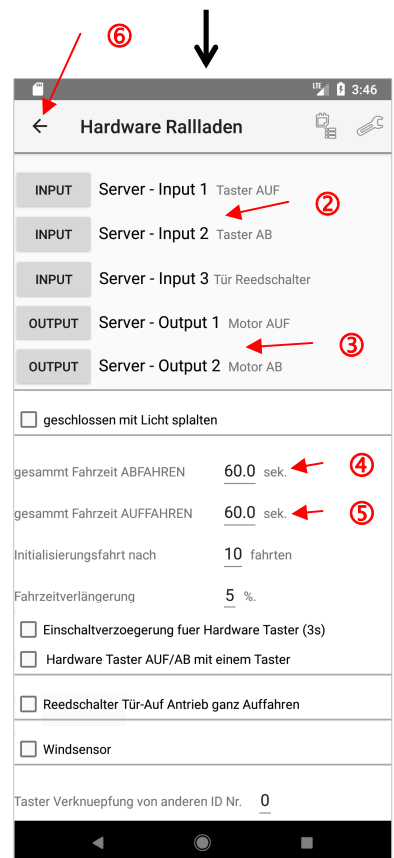 ⑥
LTE 3:46
Hardware Rallladen
INPUT Server - Input 1 Taster AUF
②
INPUT Server - Input 2 Taster AB
INPUT Server - Input 3 Tür Reedschalter
OUTPUT Server - Output 1 Motor AUF
③
OUTPUT Server - Output 2 Motor AB
geschlossen mit Licht splalten
gesammt Fahrzeit ABFAHREN 60.0 sek. ④
gesammt Fahrzeit AUFFAHREN 60.0 sek. ⑤
Initialisierungsfahrt nach 10 fahrten
Fahrzeitverlängerung 5 %.
Einschaltverzoegerung fuer Hardware Taster (3s)
Hardware Taster AUF/AB mit einem Taster
Reedschalter Tür-Auf Antrieb ganz Auffahren
Windsensor
Taster Verknuepfung von anderen ID Nr. 0